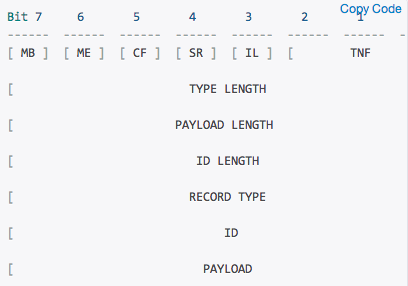 Copy Code
Bit 7 6 5 4 3 2 1
------ ------ ------ ------ ------ ------ ------ -
[ MB ] [ ME ] [ CF ] [ SR ] [ IL ] [ TNF
[ TYPE LENGTH
[ PAYLOAD LENGTH
[ ID LENGTH
[ RECORD TYPE
[ ID
[ PAYLOAD